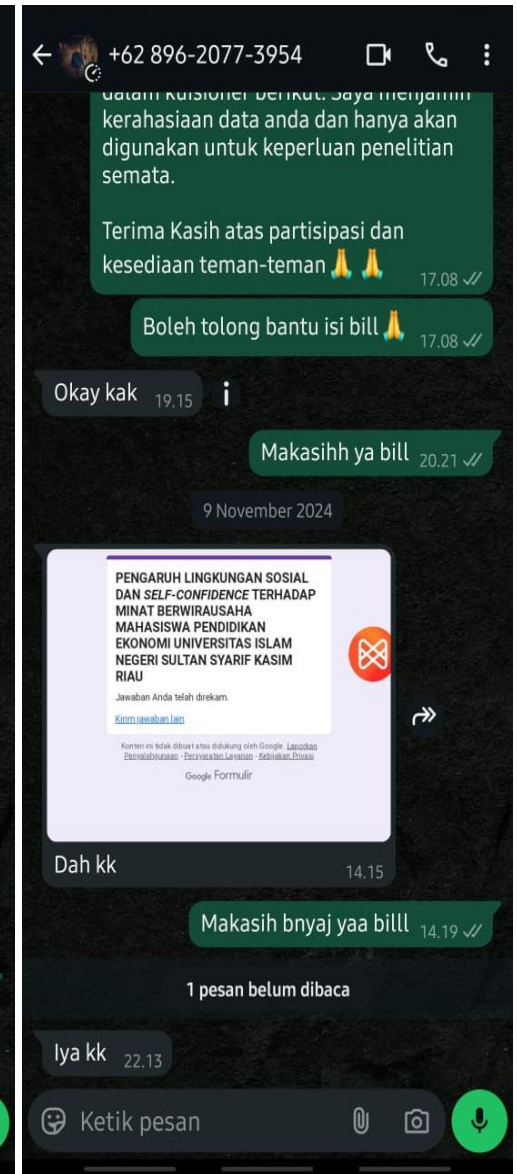 +62 896-2077-3954
dalam kuisioner berikut. Saya menjamin
kerahasiaan data anda dan hanya akan
digunakan untuk keperluan penelitian
semata.
Terima Kasih atas partisipasi dan
kesediaan teman-teman🙏 🙏
17.08
Boleh tolong bantu isi bill🙏 17.08
Okay kak 19.15
Makasihh ya bill 20.21
9 November 2024
PENGARUH LINGKUNGAN SOSIAL
DAN SELF-CONFIDENCE TERHADAP
MINAT BERWIRAUSAHA
MAHASISWA PENDIDIKAN
EKONOMI UNIVERSITAS ISLAM
NEGERI SULTAN SYARIF KASIM
RIAU
Jawaban Anda telah direkam.
Kirim jawaban lain
Konten ini tidak dibuat atau didukung oleh Google. Laporkan
Penyalahgunaan - Persyaratan Layanan - Kebijakan Privasi
Google Formulir
Dah kk 14.15
Makasih bnyaj yaa billl 14.19
1 pesan belum dibaca
Iya kk 22.13
Ketik pesan